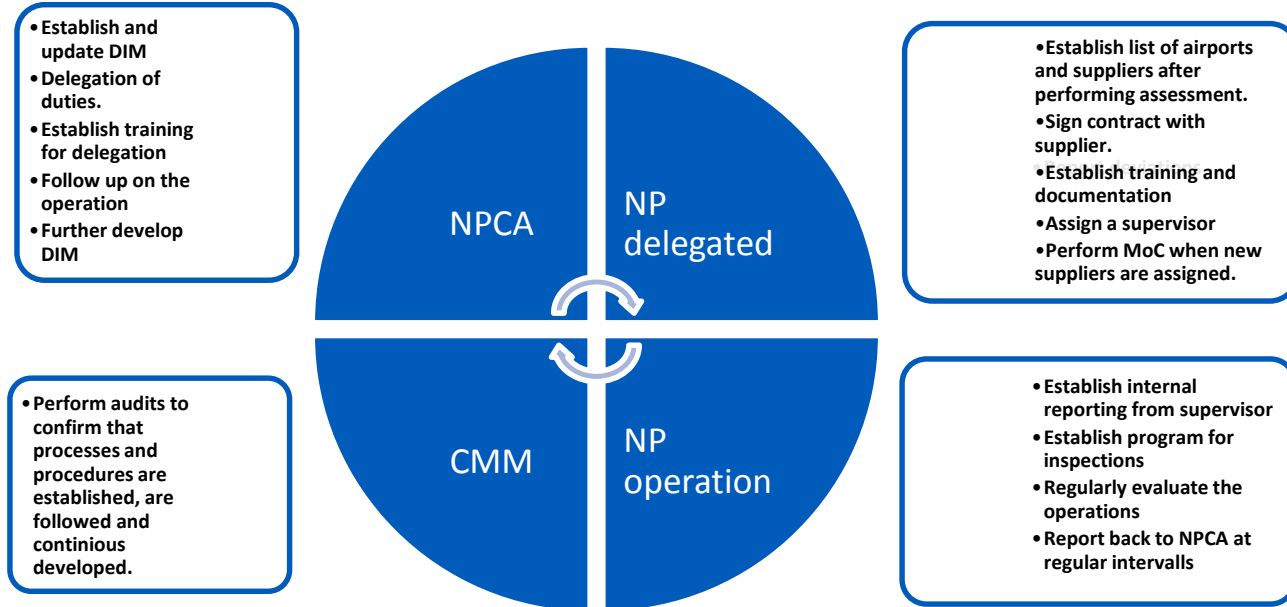 •Establish and
update DIM
•Delegation of
duties.
•Establish training
for delegation
•Follow up on the
operation
•Further develop
DIM
•Establish list of airports
and suppliers after
performing assessment.
•Sign contract with
supplier.
•Report deviations
•Establish training and
documentation
•Assign a supervisor
•Perform MoC when new
suppliers are assigned.
NPCA
NP
delegated
CMM
NP
operation
•Perform audits to
confirm that
processes and
procedures are
established, are
followed and
continious
developed.
•Establish internal
reporting from supervisor
•Establish program for
inspections
•Regularly evaluate the
operations
•Report back to NPCA at
regular intervalls